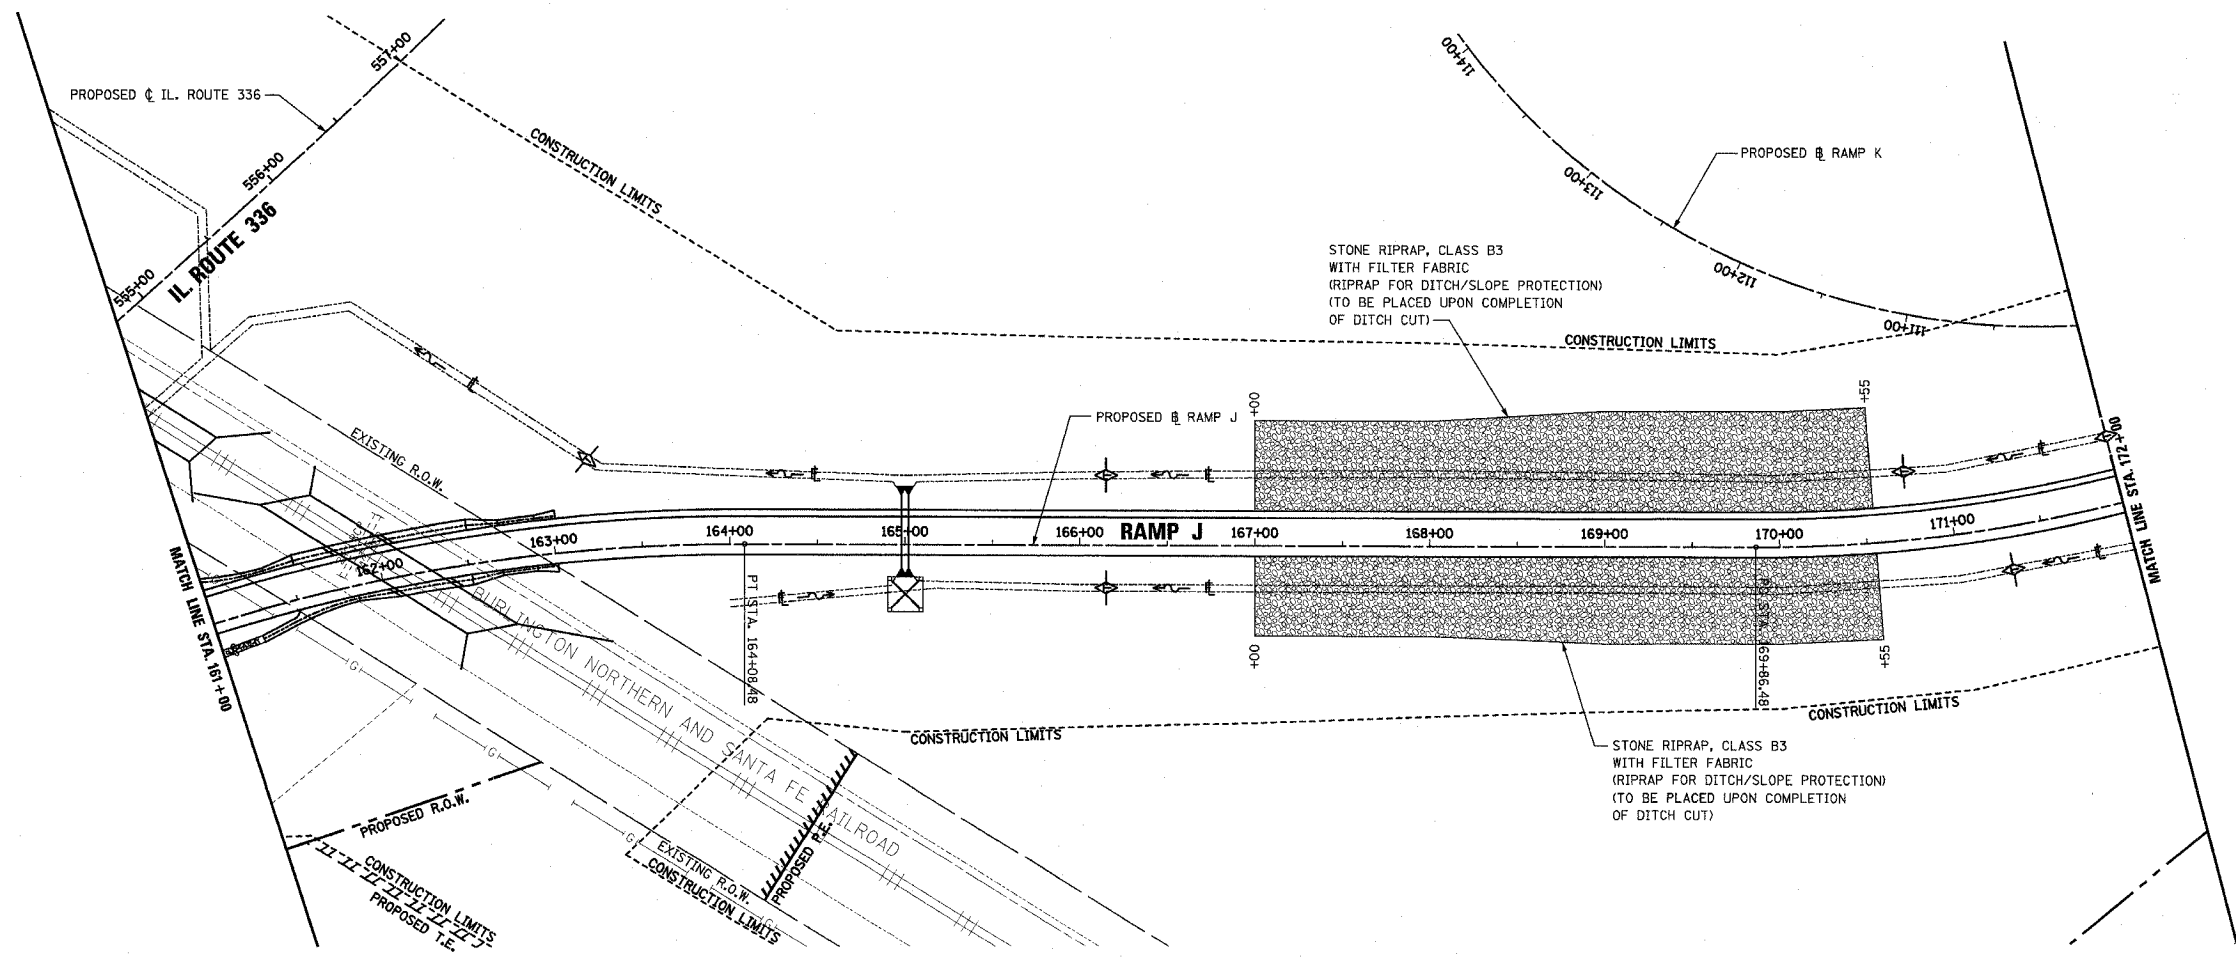 557+00
PROPOSED ℄ IL. ROUTE 336
556+00
555+00
IL. ROUTE 336
CONSTRUCTION LIMITS
114+00
113+00
112+00
111+00
PROPOSED ⅊ RAMP K
STONE RIPRAP, CLASS B3
WITH FILTER FABRIC
(RIPRAP FOR DITCH/SLOPE PROTECTION)
(TO BE PLACED UPON COMPLETION
OF DITCH CUT)
CONSTRUCTION LIMITS
EXISTING R.O.W.
PROPOSED ⅊ RAMP J
+00
+55
MATCH LINE STA. 172+00
MATCH LINE STA. 161+00
162+00
163+00
164+00
165+00
166+00
RAMP J
167+00
168+00
169+00
170+00
171+00
PT STA. 164+08.48
STA. 169+86.48
+00
+55
BURLINGTON NORTHERN AND SANTA FE RAILROAD
G
G
G
G
CONSTRUCTION LIMITS
CONSTRUCTION LIMITS
STONE RIPRAP, CLASS B3
WITH FILTER FABRIC
(RIPRAP FOR DITCH/SLOPE PROTECTION)
(TO BE PLACED UPON COMPLETION
OF DITCH CUT)
PROPOSED R.O.W.
CONSTRUCTION LIMITS
PROPOSED T.E.
EXISTING R.O.W.
CONSTRUCTION LIMITS
PROPOSED P.E.